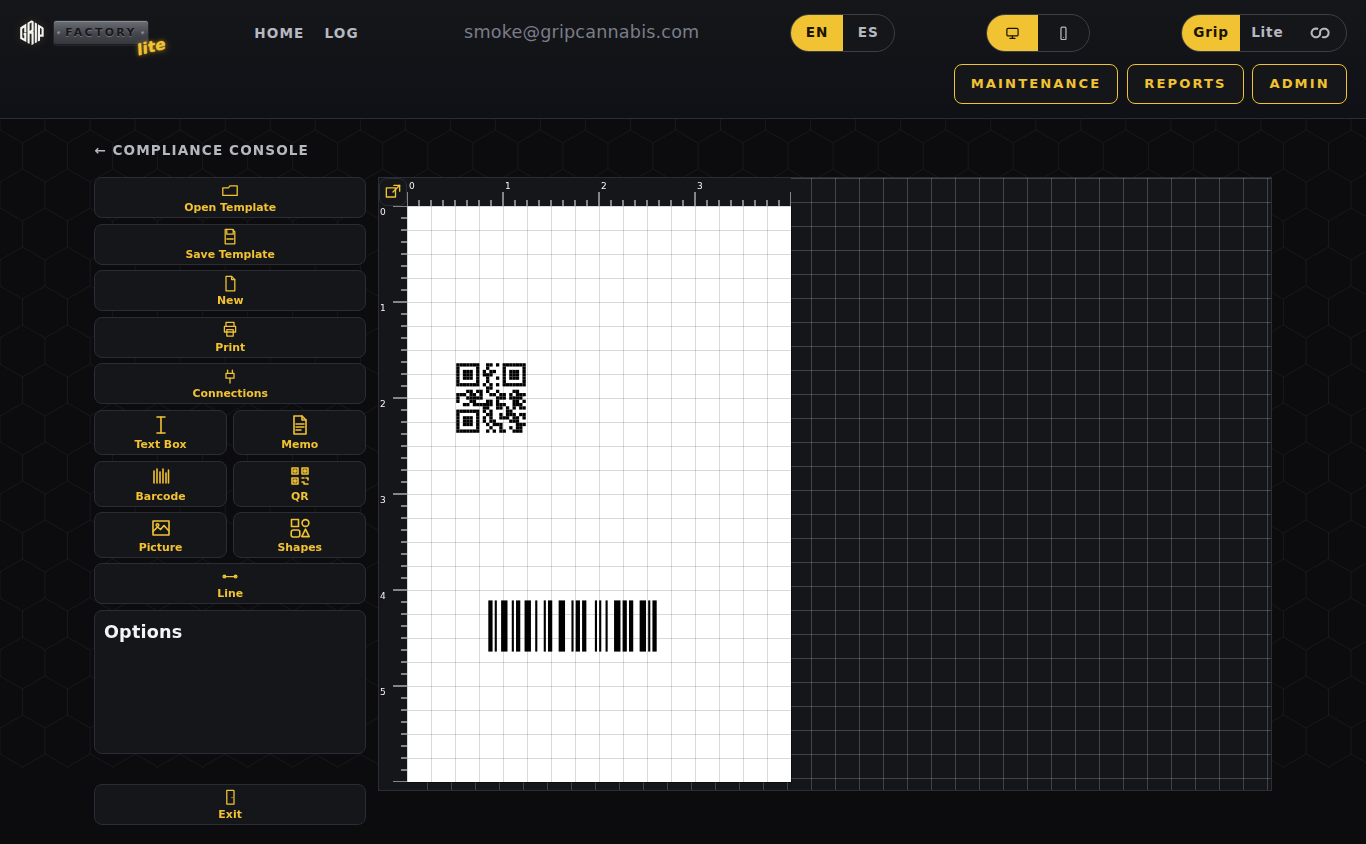 GRIP FACTORY lite
HOME LOG
smoke@gripcannabis.com
EN ES
Grip Lite
MAINTENANCE REPORTS ADMIN
← COMPLIANCE CONSOLE
Open Template
Save Template
New
Print
Connections
Text Box Memo
Barcode QR
Picture Shapes
Line
Options
Exit
0 1 2 3
0
1
2
3
4
5